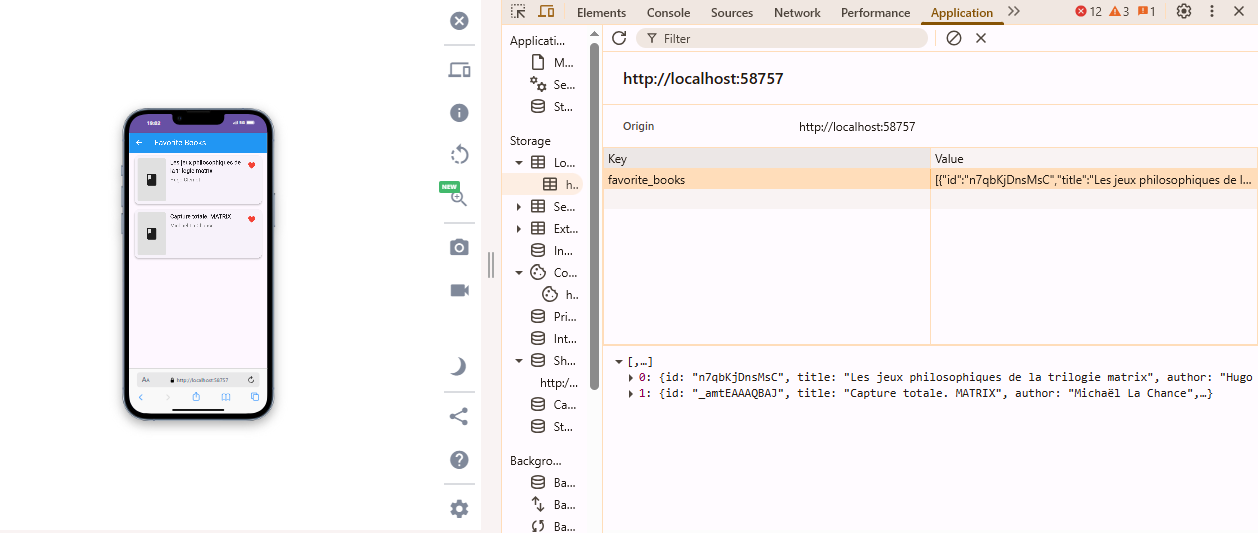 NEW
19:02
Favorite Books
Les jeux philosophiques de
la trilogie matrix
Capture totale. MATRIX
AA
http://localhost:58757
Elements
Console
Sources
Network
Performance
Application
12
3
1
Applicati...
M...
Se...
St...
Storage
Lo...
h..
Se...
Ext...
In...
Co...
h..
Pri...
Int...
Sh...
http:/...
Ca...
St...
Backgro...
Ba...
Ba...
Ba...
Filter
http://localhost:58757
Origin http://localhost:58757
Key Value
favorite_books [{"id":"n7qbKjDnsMsC","title":"Les jeux philosophiques de l...
[,…]
0: {id: "n7qbKjDnsMsC", title: "Les jeux philosophiques de la trilogie matrix", author: "Hugo
1: {id: "_amtEAAAQBAJ", title: "Capture totale. MATRIX", author: "Michaël La Chance",…}